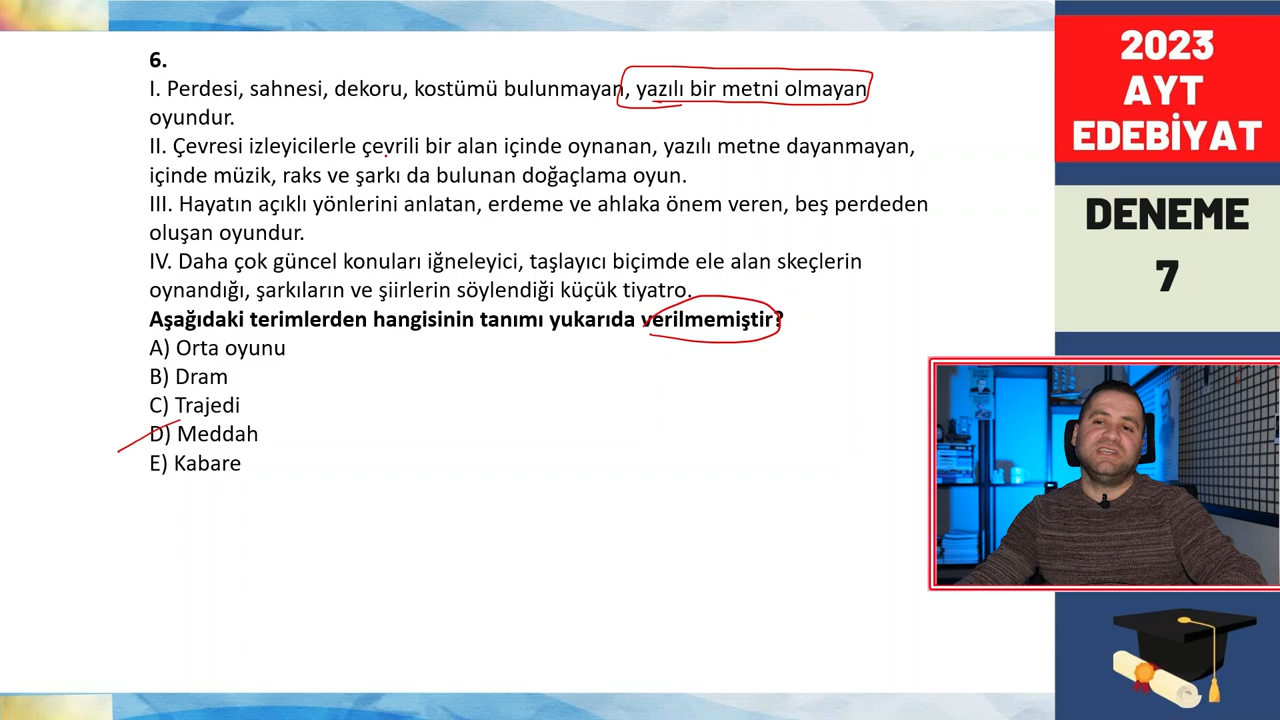 6.
I. Perdesi, sahnesi, dekoru, kostümü bulunmayan, yazılı bir metni olmayan
oyundur.
II. Çevresi izleyicilerle çevrili bir alan içinde oynanan, yazılı metne dayanmayan,
içinde müzik, raks ve şarkı da bulunan doğaçlama oyun.
III. Hayatın açıklı yönlerini anlatan, erdeme ve ahlaka önem veren, beş perdeden
oluşan oyundur.
IV. Daha çok güncel konuları iğneleyici, taşlayıcı biçimde ele alan skeçlerin
oynandığı, şarkıların ve şiirlerin söylendiği küçük tiyatro.
Aşağıdaki terimlerden hangisinin tanımı yukarıda verilmemiştir?
A) Orta oyunu
B) Dram
C) Trajedi
D) Meddah
E) Kabare
2023
AYT
EDEBİYAT
DENEME
7